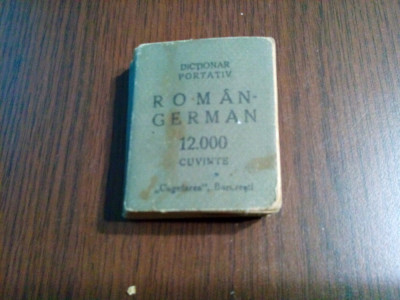 DICȚIONAR
PORTATIV
ROMÂN-
GERMAN
12.000
CUVINTE
„Cugetarea", București